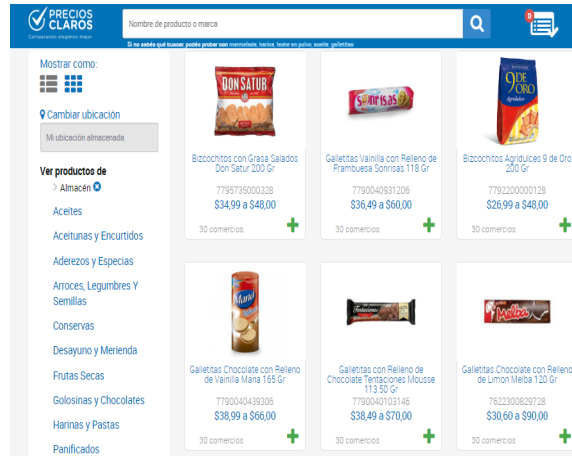 PRECIOS
CLAROS
Comparando elegimos mejor
Nombre de producto o marca
0
Si no sabés qué buscar, podés probar con mermelada, harina, leche en polvo, aceite, galletitas
Mostrar como:
Cambiar ubicación
Mi ubicación almacenada
Ver productos de
Almacén
Aceites
Aceitunas y Encurtidos
Aderezos y Especias
Arroces, Legumbres Y
Semillas
Conservas
Desayuno y Merienda
Frutas Secas
Golosinas y Chocolates
Harinas y Pastas
Panificados
DON SATUR
Bizcochitos con Grasa Salados
Don Satur 200 Gr
7795735000328
$34,99 a $48,00
30 comercios
Sonrisas
Galletitas Vainilla con Relleno de
Frambuesa Sonrisas 118 Gr
7790040931206
$36,49 a $60,00
30 comercios
9 DE
ORO
Agridulces
Bizcochitos Agridulces 9 de Oro
200 Gr
7792200000128
$26,99 a $48,00
30 comercios
Maná
Galletitas Chocolate con Relleno
de Vainilla Mana 165 Gr
7790040439306
$38,99 a $66,00
30 comercios
Tentaciones
Galletitas con Relleno de
Chocolate Tentaciones Mousse
113.50 Gr
7790040103146
$38,49 a $70,00
30 comercios
Melba
Galletitas Chocolate con Relleno
de Limon Melba 120 Gr
7622300829728
$30,60 a $90,00
30 comercios